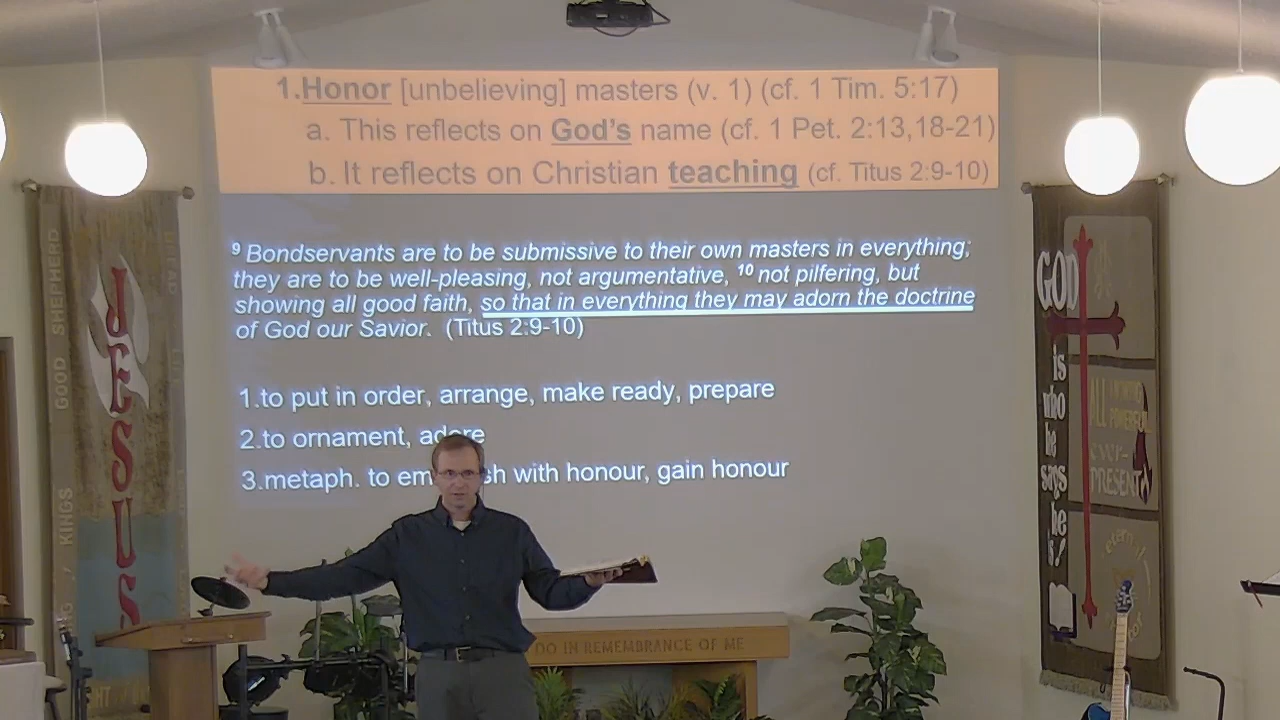 1.Honor [unbelieving] masters (v. 1) (cf. 1 Tim. 5:17)
a. This reflects on God's name (cf. 1 Pet. 2:13,18-21)
b. It reflects on Christian teaching (cf. Titus 2:9-10)
9 Bondservants are to be submissive to their own masters in everything;
they are to be well-pleasing, not argumentative, 10 not pilfering, but
showing all good faith, so that in everything they may adorn the doctrine
of God our Savior. (Titus 2:9-10)
1.to put in order, arrange, make ready, prepare
2.to ornament, adore
3.metaph. to em sh with honour, gain honour
GOOD SHEPHERD
JESUS
KINGS
GOD
is
who
he
says
he
is!
ALL
POWERFUL
EVER-
PRESENT
eternal
DO IN REMEMBRANCE OF ME